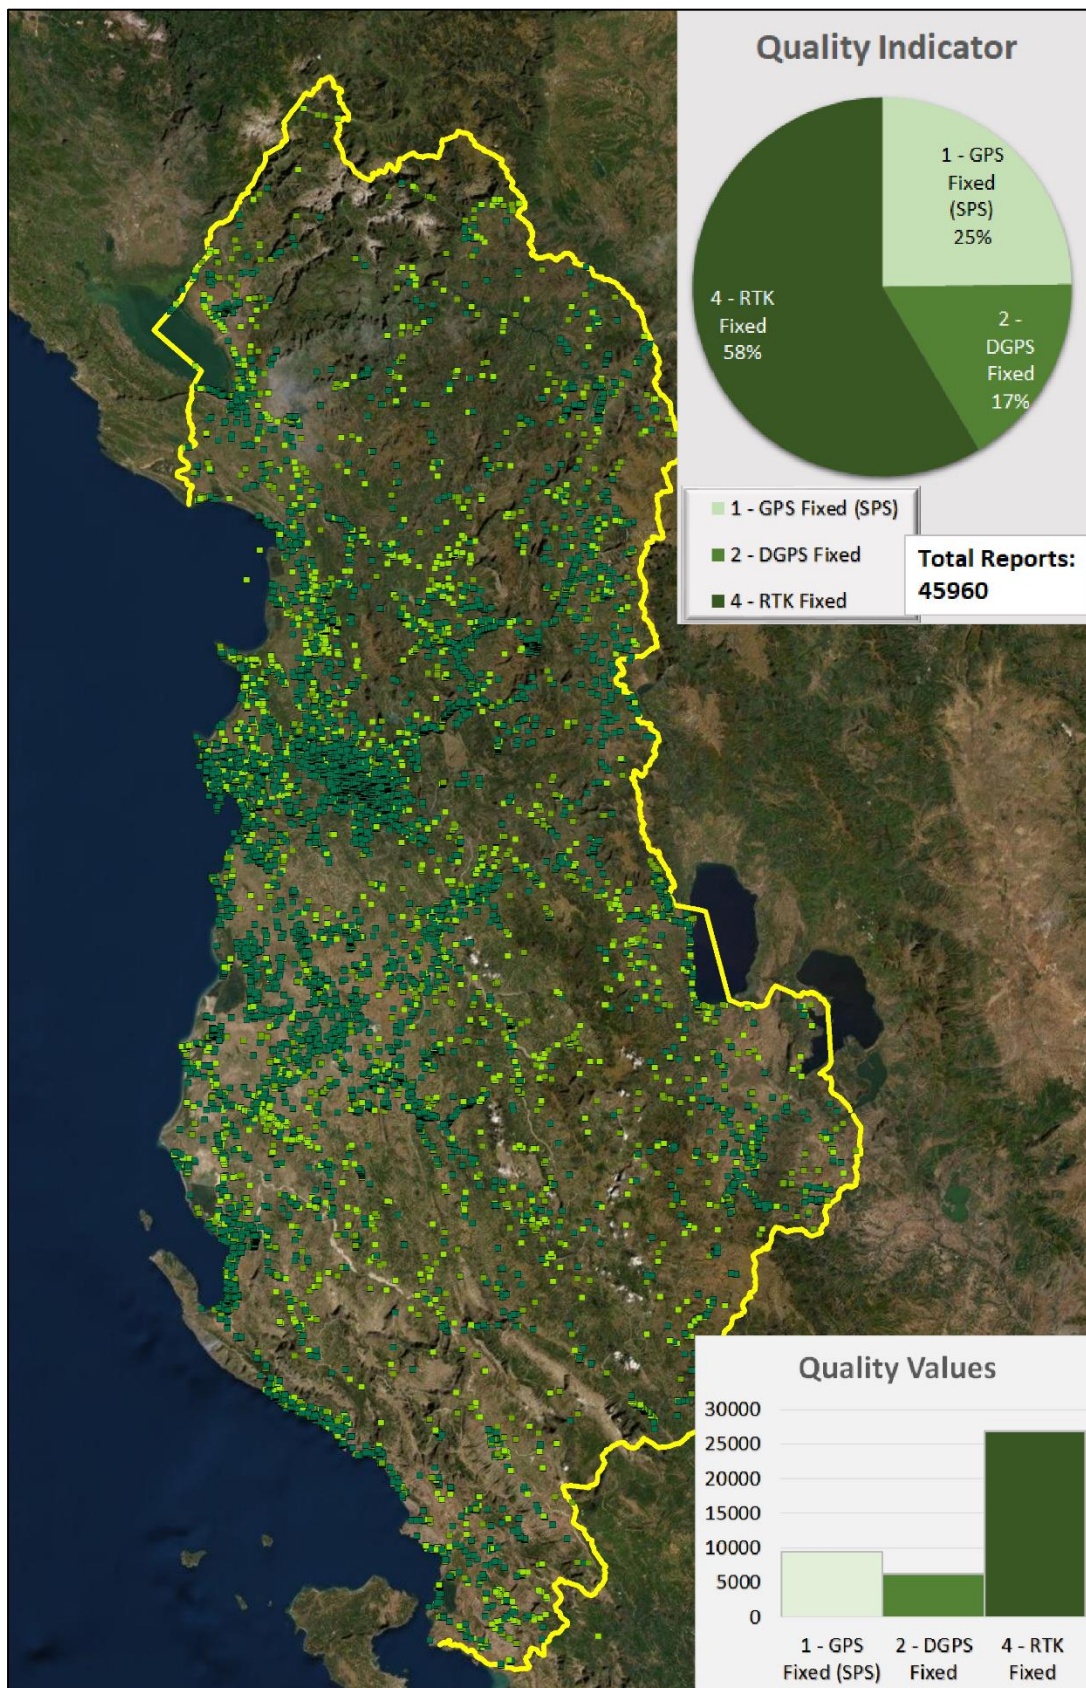 Quality Indicator
1 - GPS
Fixed
(SPS)
25%
4 - RTK
Fixed
58%
2 -
DGPS
Fixed
17%
1 - GPS Fixed (SPS)
2 - DGPS Fixed
4 - RTK Fixed
Total Reports:
45960
Quality Values
30000
25000
20000
15000
10000
5000
0
1 - GPS
Fixed (SPS)
2 - DGPS
Fixed
4 - RTK
Fixed